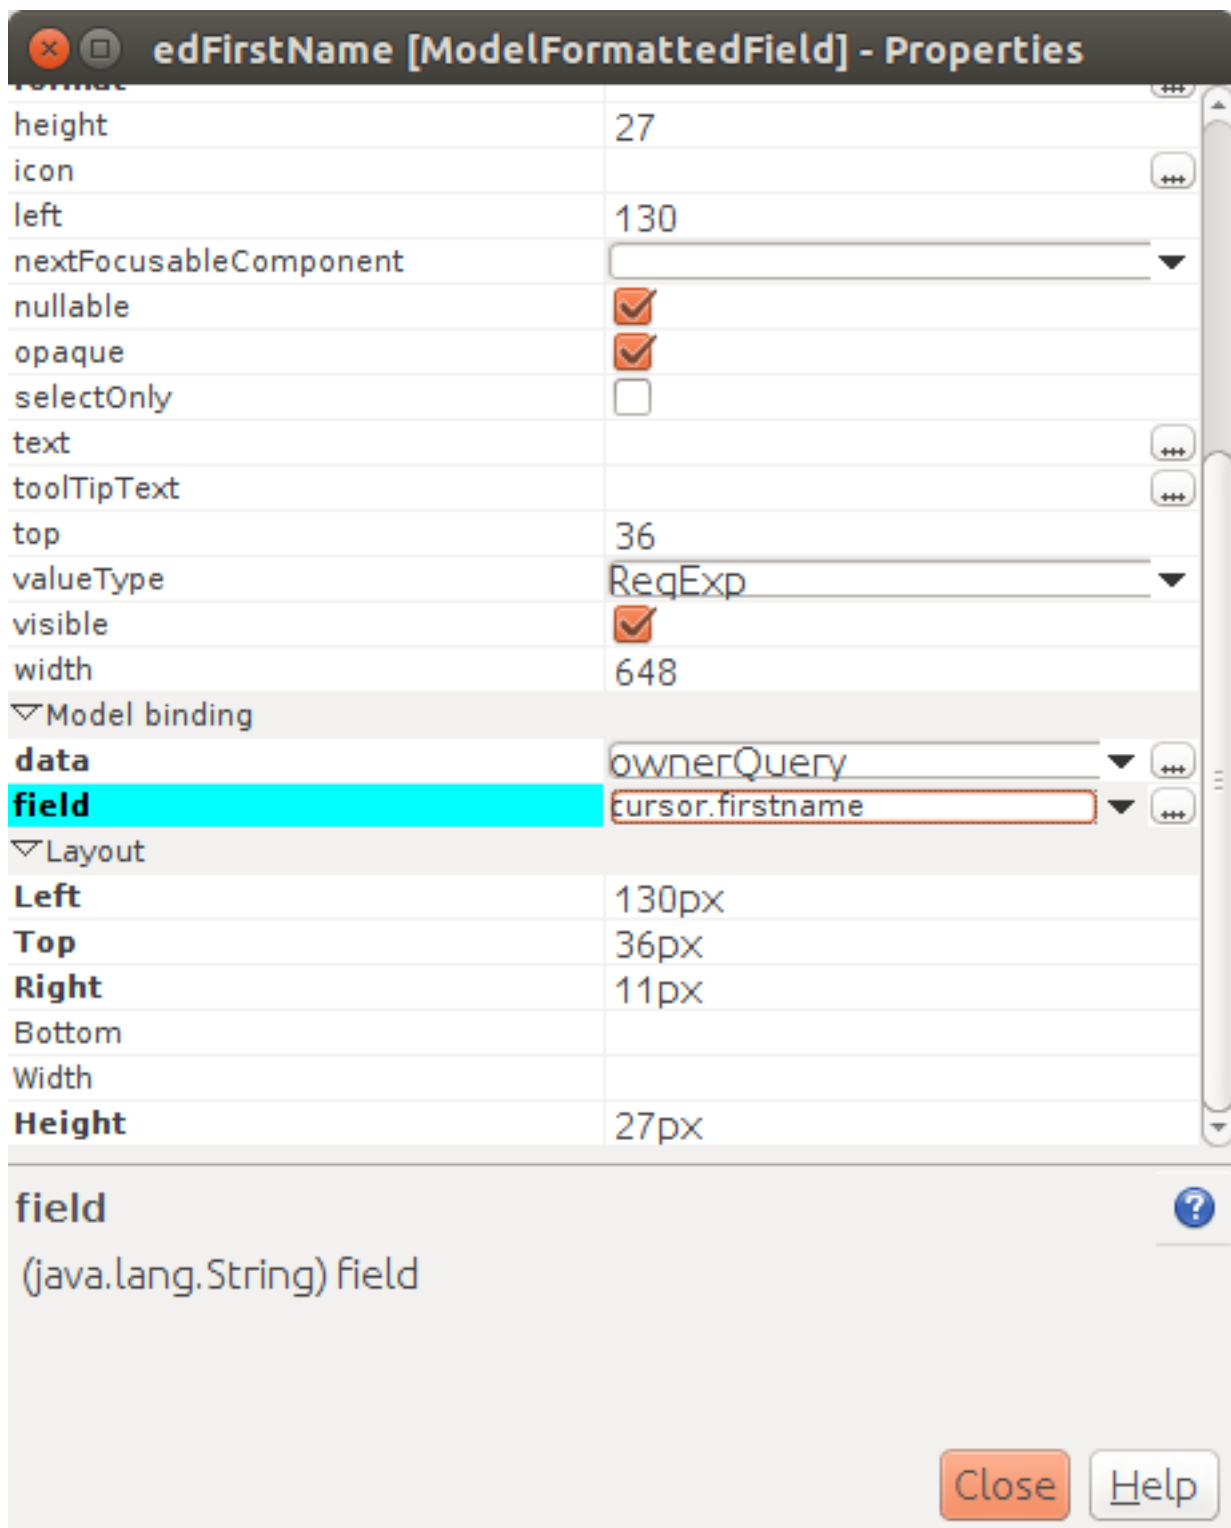 edFirstName [ModelFormattedField] - Properties
format
height 27
icon
left 130
nextFocusableComponent
nullable
opaque
selectOnly
text
toolTipText
top 36
valueType RegExp
visible
width 648
Model binding
data ownerQuery
field cursor.firstname
Layout
Left 130px
Top 36px
Right 11px
Bottom
Width
Height 27px
field
(java.lang.String) field
Close Help